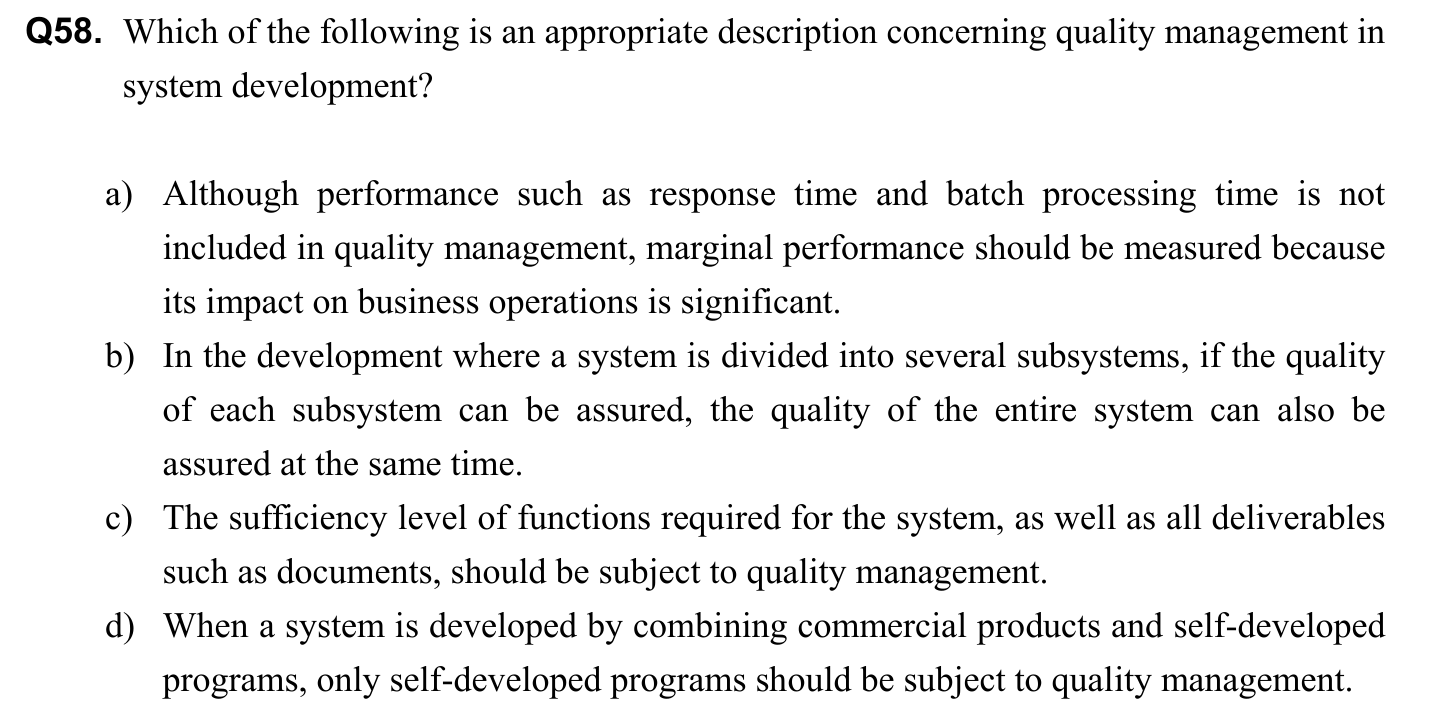 Q58. Which of the following is an appropriate description concerning quality management in
system development?
a) Although performance such as response time and batch processing time is not
included in quality management, marginal performance should be measured because
its impact on business operations is significant.
b) In the development where a system is divided into several subsystems, if the quality
of each subsystem can be assured, the quality of the entire system can also be
assured at the same time.
c) The sufficiency level of functions required for the system, as well as all deliverables
such as documents, should be subject to quality management.
d) When a system is developed by combining commercial products and self-developed
programs, only self-developed programs should be subject to quality management.